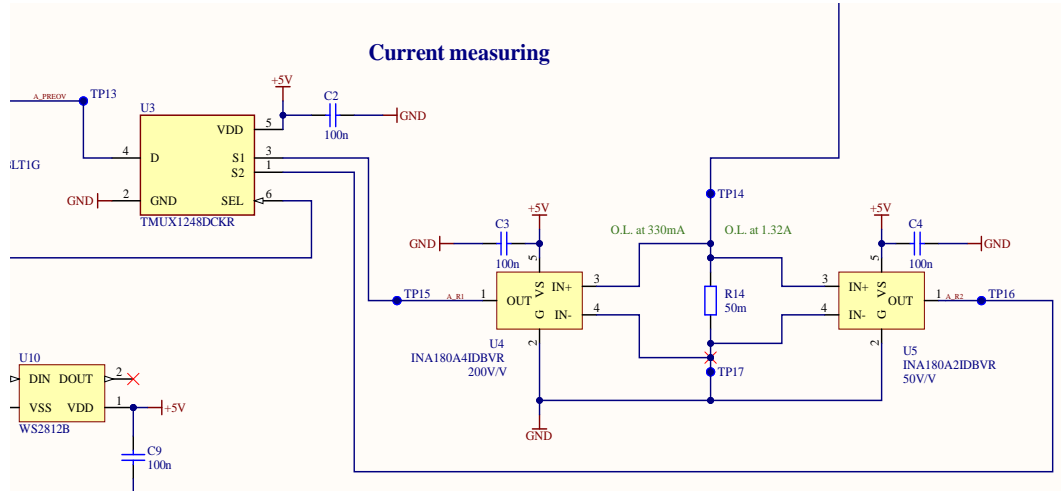 Current measuring
+5V
C2
GND
100n
A_PREOV
TP13
U3
VDD
5
4
D
S1
3
S2
1
GND
2
GND
SEL
6
TMUX1248DCKR
LT1G
TP14
O.L. at 330mA
O.L. at 1.32A
+5V
C3
GND
100n
5
+5V
C4
GND
100n
5
TP15
A_R1
1
OUT
VS
G
IN+
3
IN-
4
2
U4
INA180A4IDBVR
200V/V
R14
50m
TP17
3
IN+
4
IN-
VS
G
OUT
1
A_R2
TP16
2
U5
INA180A2IDBVR
50V/V
GND
U10
DIN
DOUT
2
VSS
VDD
1
+5V
WS2812B
C9
100n